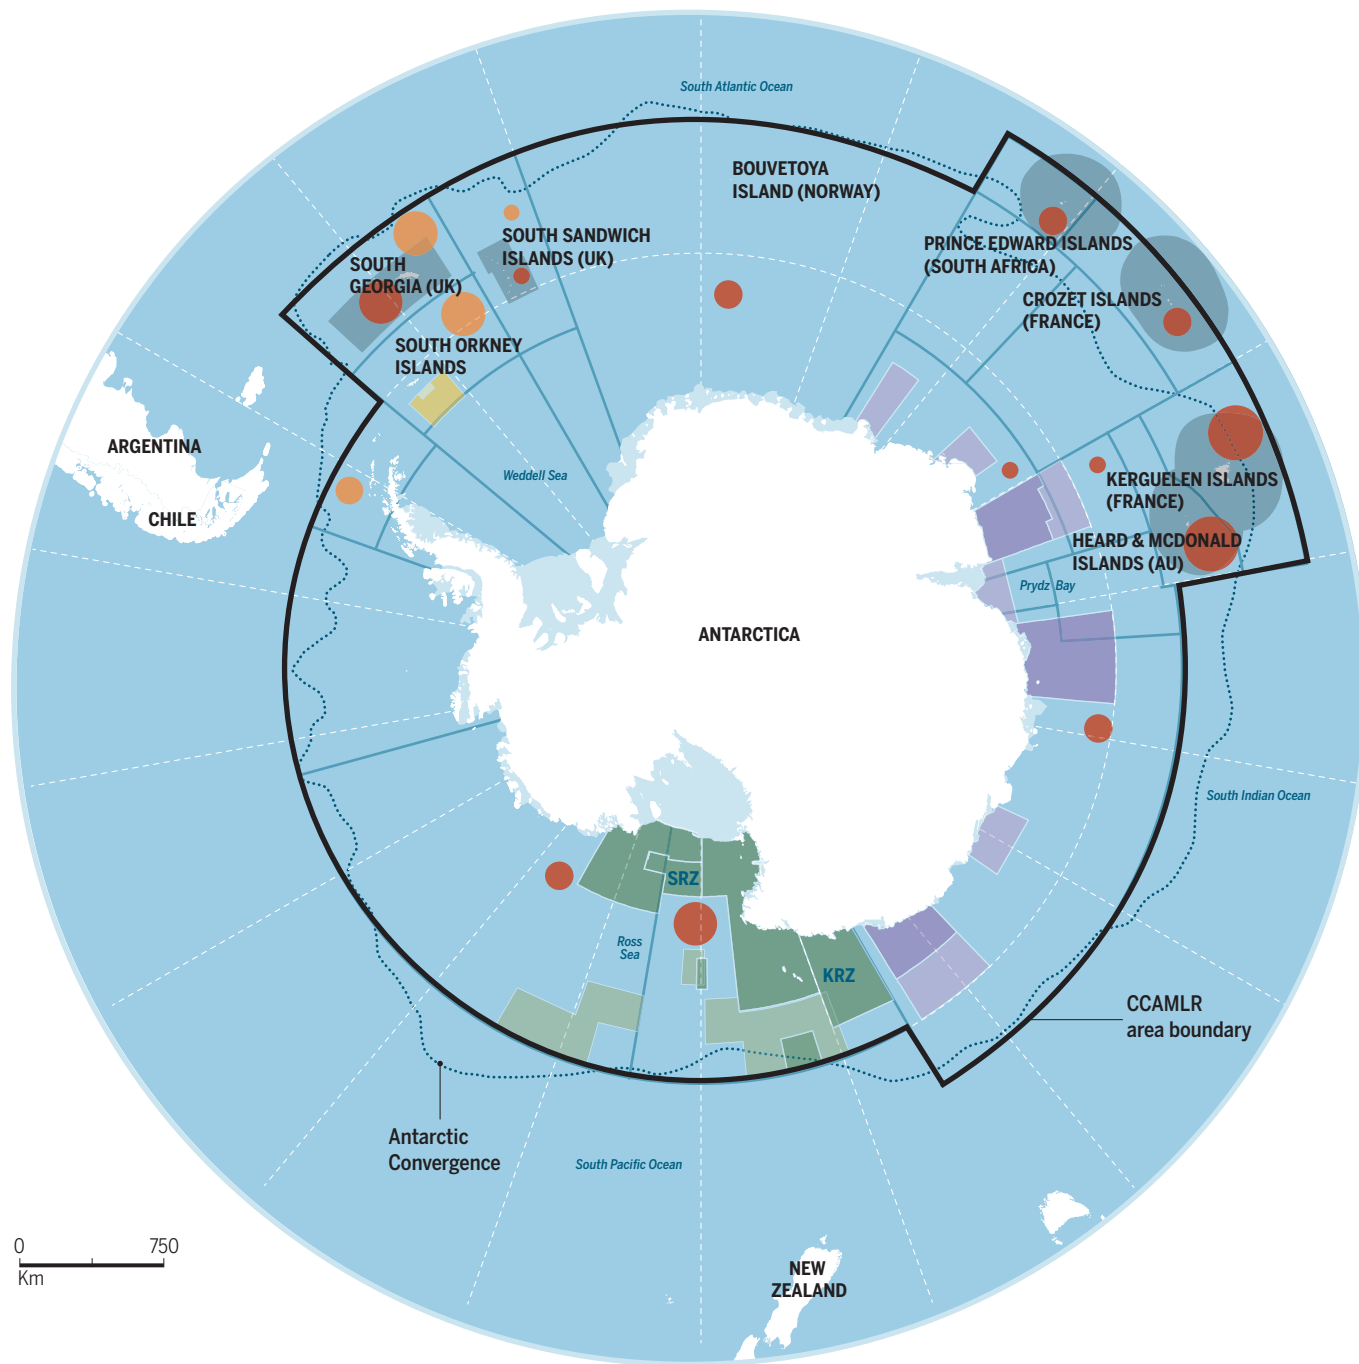 South Atlantic Ocean
BOUVETOYA
ISLAND (NORWAY)
SOUTH SANDWICH
ISLANDS (UK)
PRINCE EDWARD ISLANDS
(SOUTH AFRICA)
SOUTH
GEORGIA (UK)
CROZET ISLANDS
(FRANCE)
SOUTH ORKNEY
ISLANDS
ARGENTINA
Weddell Sea
KERGUELEN ISLANDS
(FRANCE)
CHILE
HEARD & MCDONALD
ISLANDS (AU)
Prydz Bay
ANTARCTICA
South Indian Ocean
SRZ
Ross
Sea
KRZ
CCAMLR
area boundary
Antarctic
Convergence
South Pacific Ocean
0 750
Km
NEW
ZEALAND